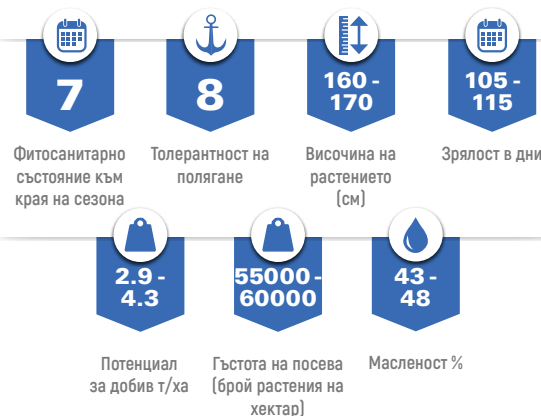 7
Фитосанитарно
състояние към
края на сезона
8
Толерантност на
полягане
160 -
170
Височина на
растението
(см)
105 -
115
Зрялост в дни
2.9 -
4.3
Потенциал
за добив т/ха
55000 -
60000
Гъстота на посева
(брой растения на
хектар)
43 -
48
Масленост %